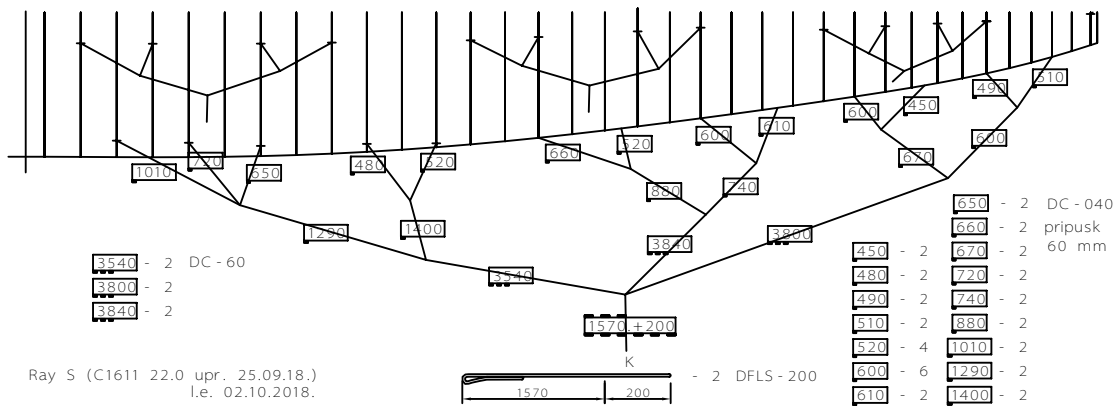 510
490
450
600
610
600
520
660
600
670
720
650
1010
480
520
880
740
1290
1400
3840
3800
3540
3540 - 2 DC-60
3800 - 2
3840 - 2
1570.+200
K
650 - 2 DC-040
660 - 2 pripusk
60 mm
450 - 2 670 - 2
480 - 2 720 - 2
490 - 2 740 - 2
510 - 2 880 - 2
520 - 4 1010 - 2
600 - 6 1290 - 2
610 - 2 1400 - 2
Ray S (C1611 22.0 upr. 25.09.18.)
l.e. 02.10.2018.
1570 200
- 2 DFLS-200